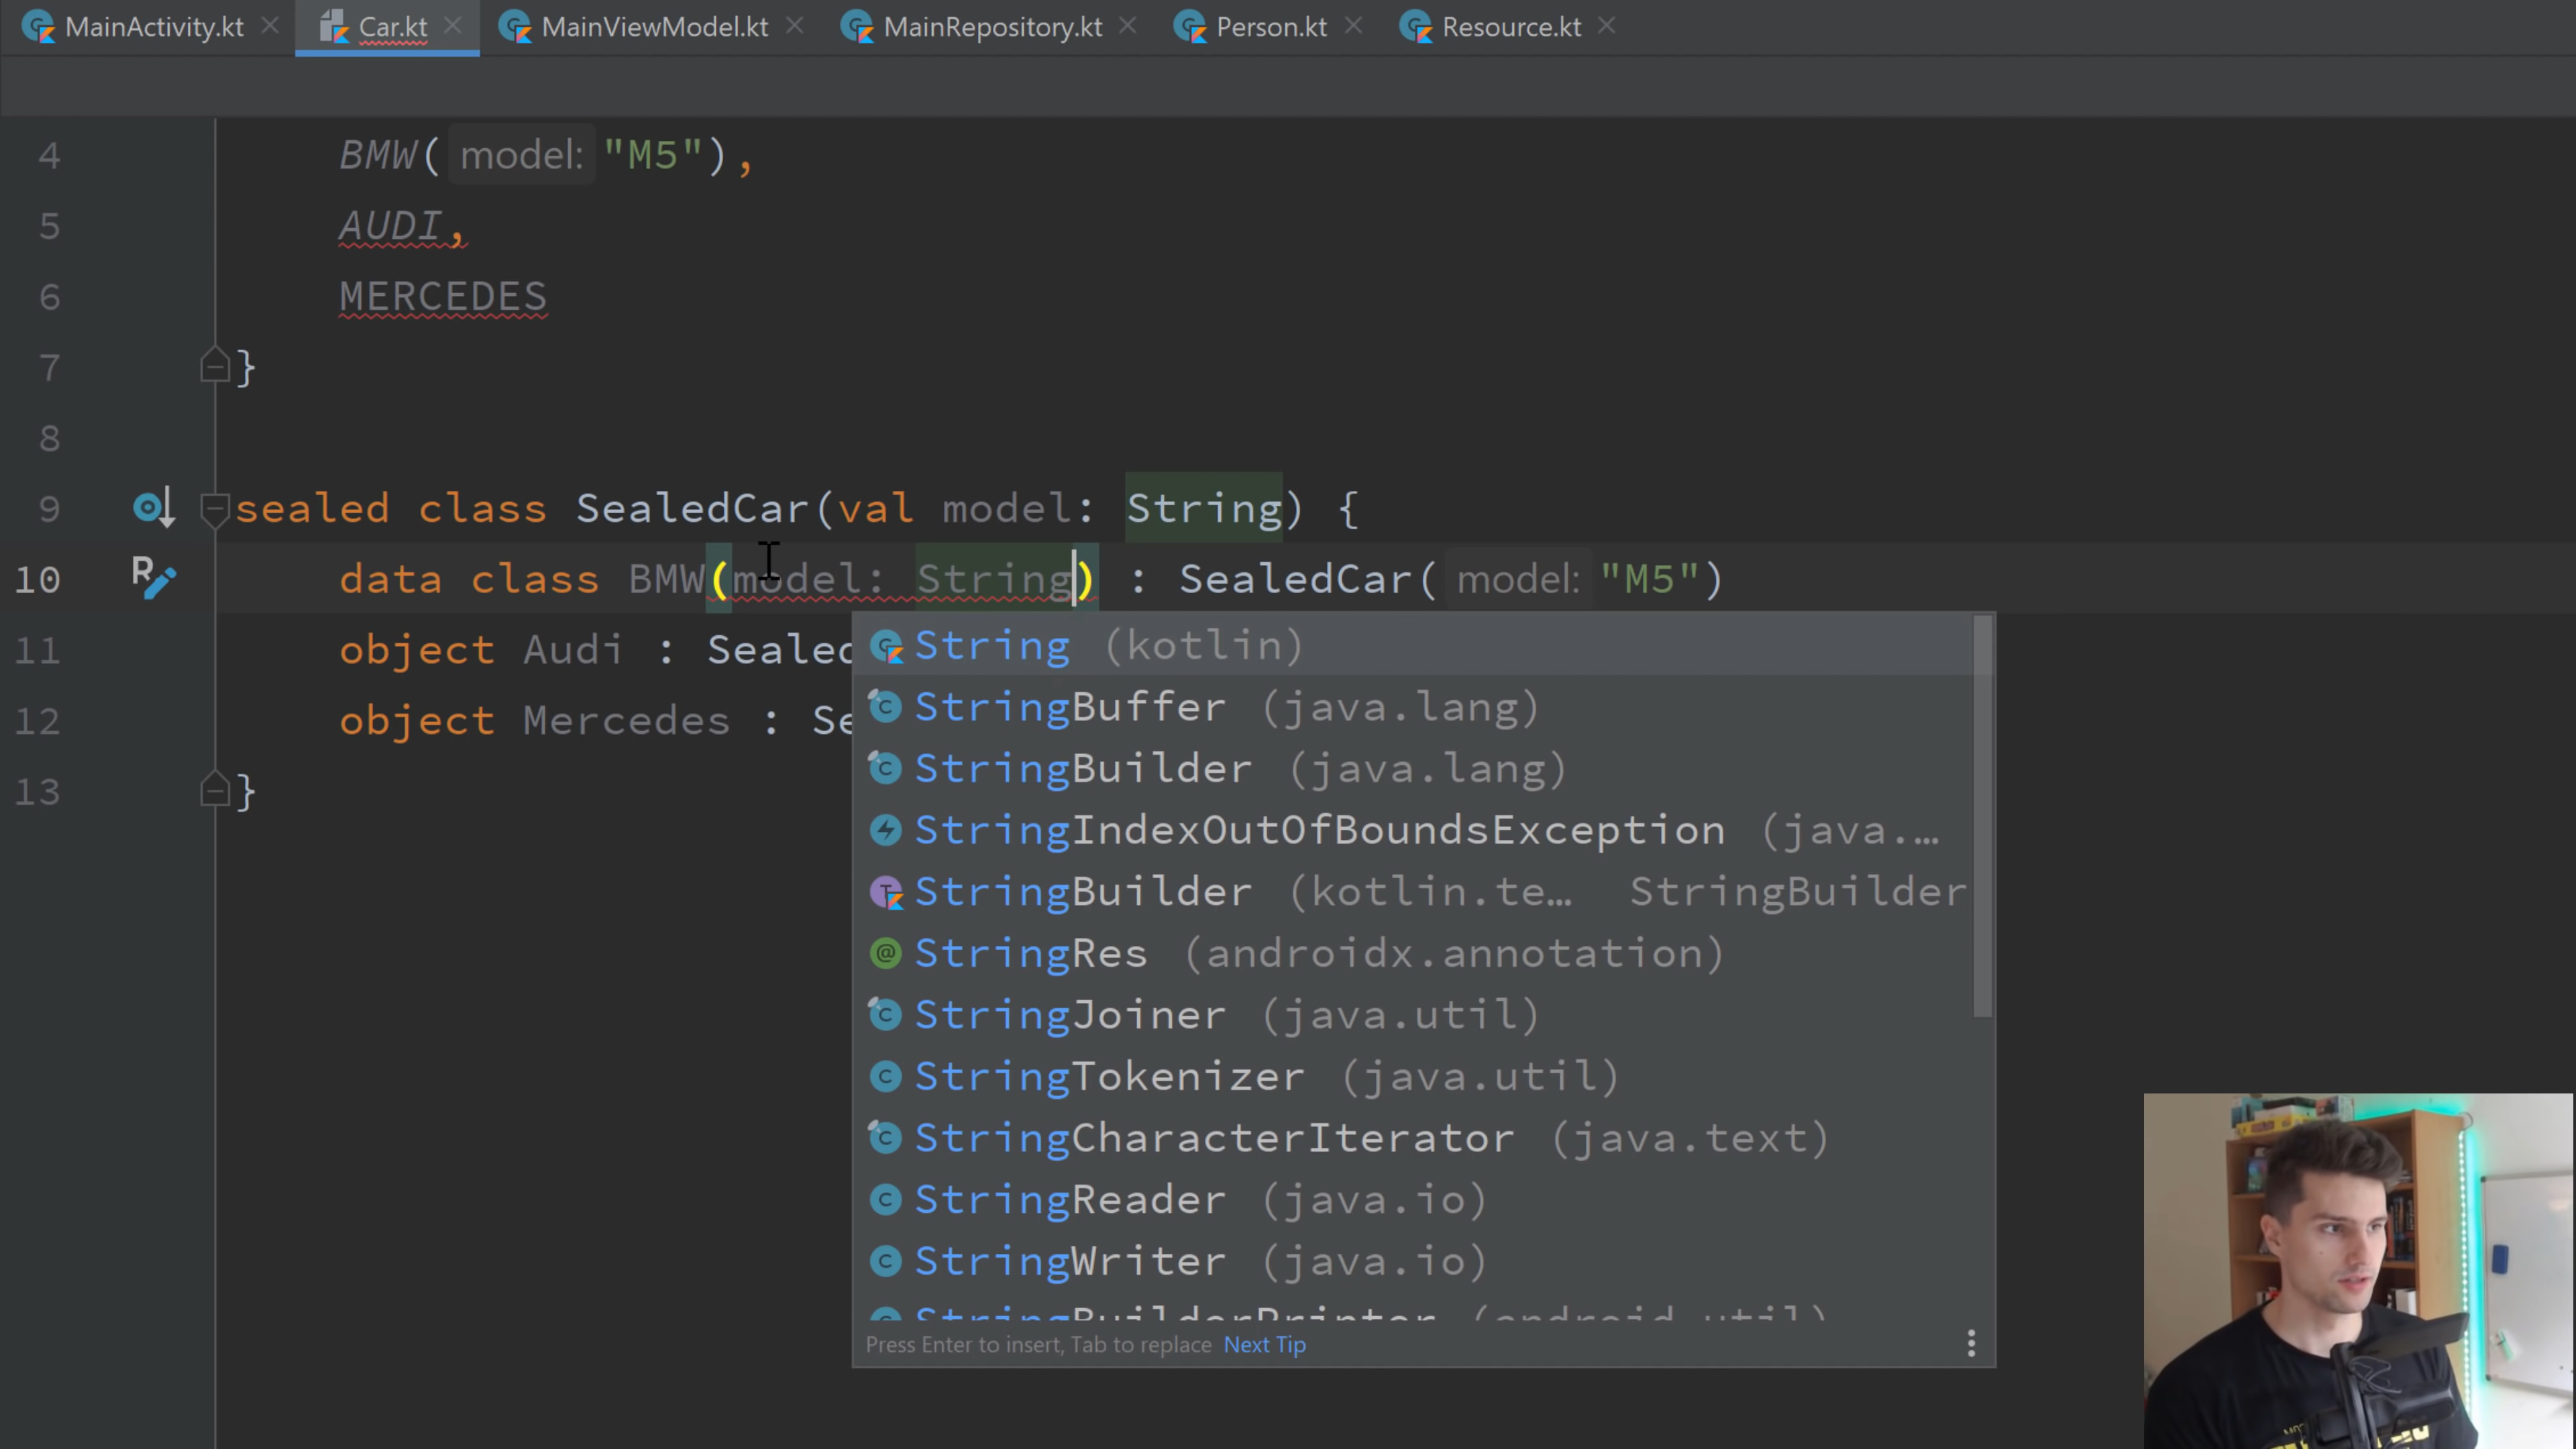 MainActivity.kt Car.kt MainViewModel.kt MainRepository.kt Person.kt Resource.kt
4 BMW( model: "M5"),
5 AUDI,
6 MERCEDES
7 }
8
9 sealed class SealedCar(val model: String) {
10 data class BMW(model: String) : SealedCar( model: "M5")
11 object Audi : Sealed
12 object Mercedes : Se
13 }
String (kotlin)
StringBuffer (java.lang)
StringBuilder (java.lang)
StringIndexOutOfBoundsException (java.…
StringBuilder (kotlin.te… StringBuilder
StringRes (androidx.annotation)
StringJoiner (java.util)
StringTokenizer (java.util)
StringCharacterIterator (java.text)
StringReader (java.io)
StringWriter (java.io)
StringBuilderPrinter (android.util)
Press Enter to insert, Tab to replace Next Tip